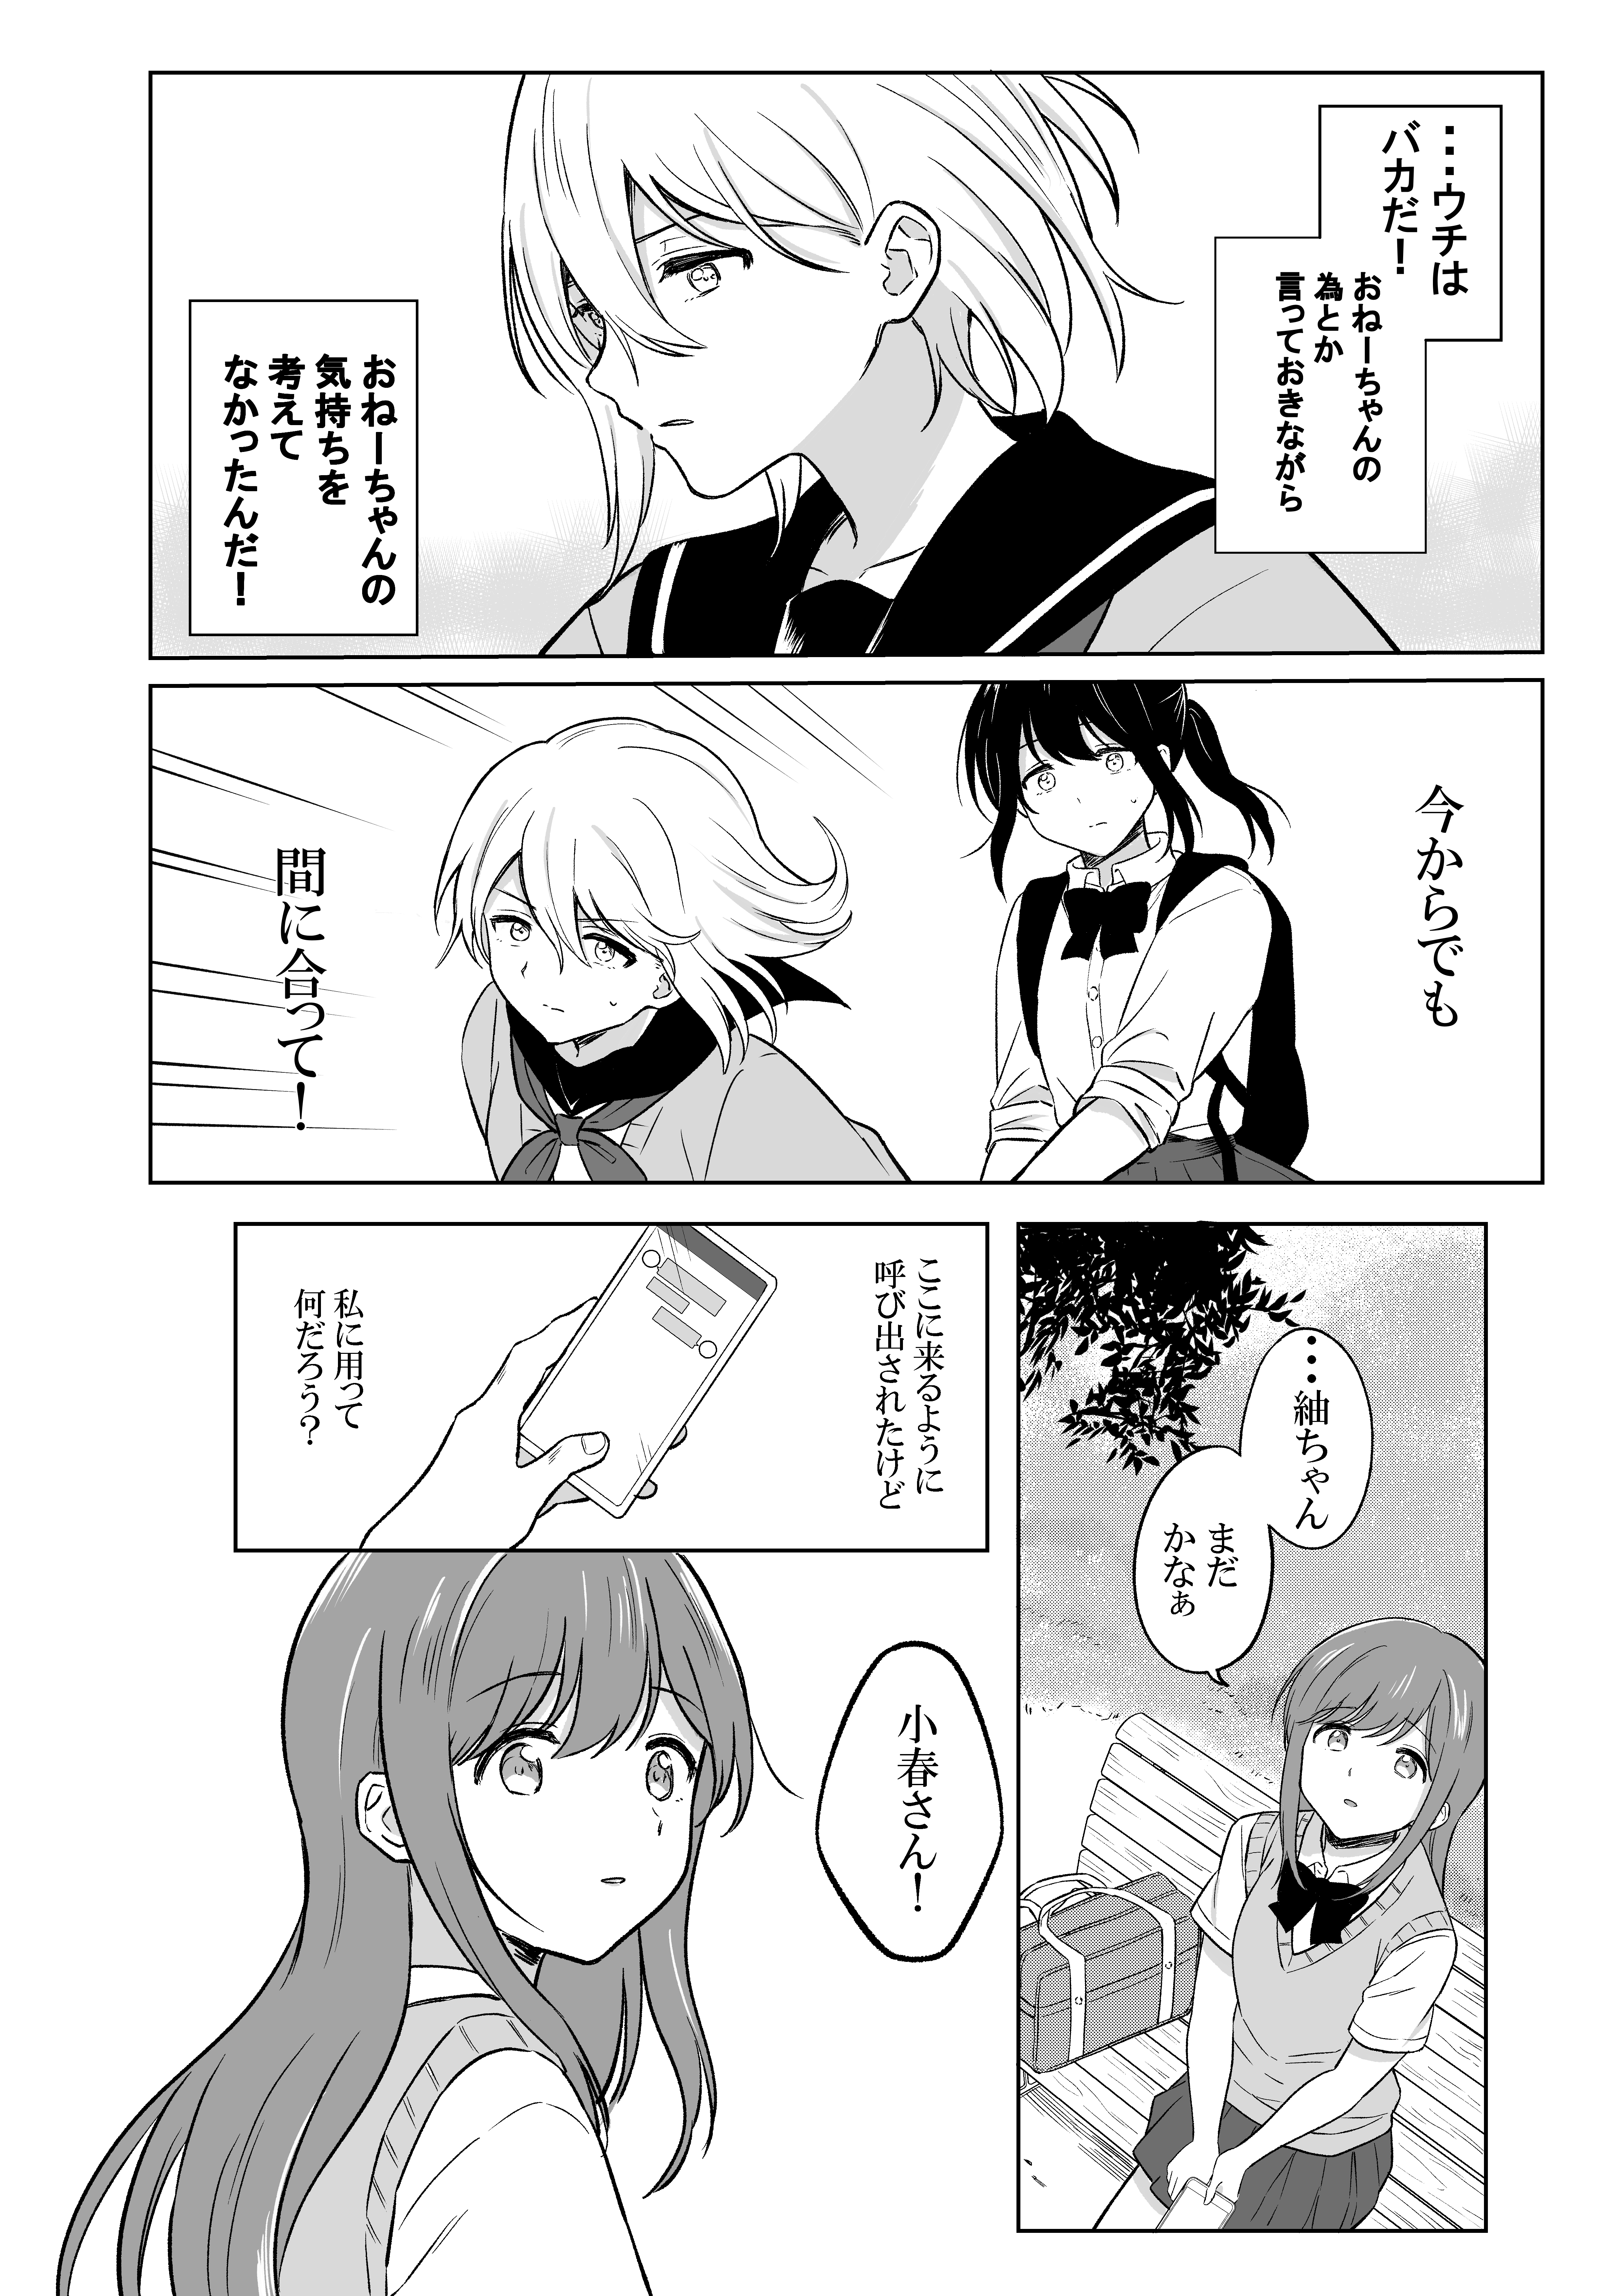 ・・・ウチは
バカだ！
おねーちゃんの
為とか
言っておきながら
おねーちゃんの
気持ちを
考えて
なかったんだ！
今からでも
間に合って！
・・・紬ちゃん
まだ
かなぁ
ここに来るように
呼び出されたけど
私に用って
何だろう？
小春さん！